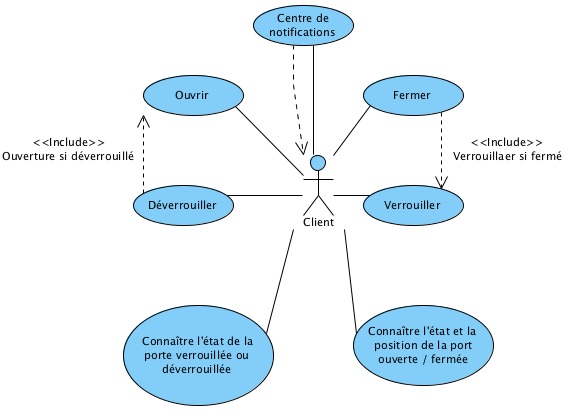 Centre de
notifications
Ouvrir
Fermer
<<Include>>
Ouverture si déverrouillé
<<Include>>
Verrouillaer si fermé
Déverrouiller
Verrouiller
Client
Connaître l'état de la
porte verrouillée ou
déverrouillée
Connaître l'état et la
position de la port
ouverte / fermée